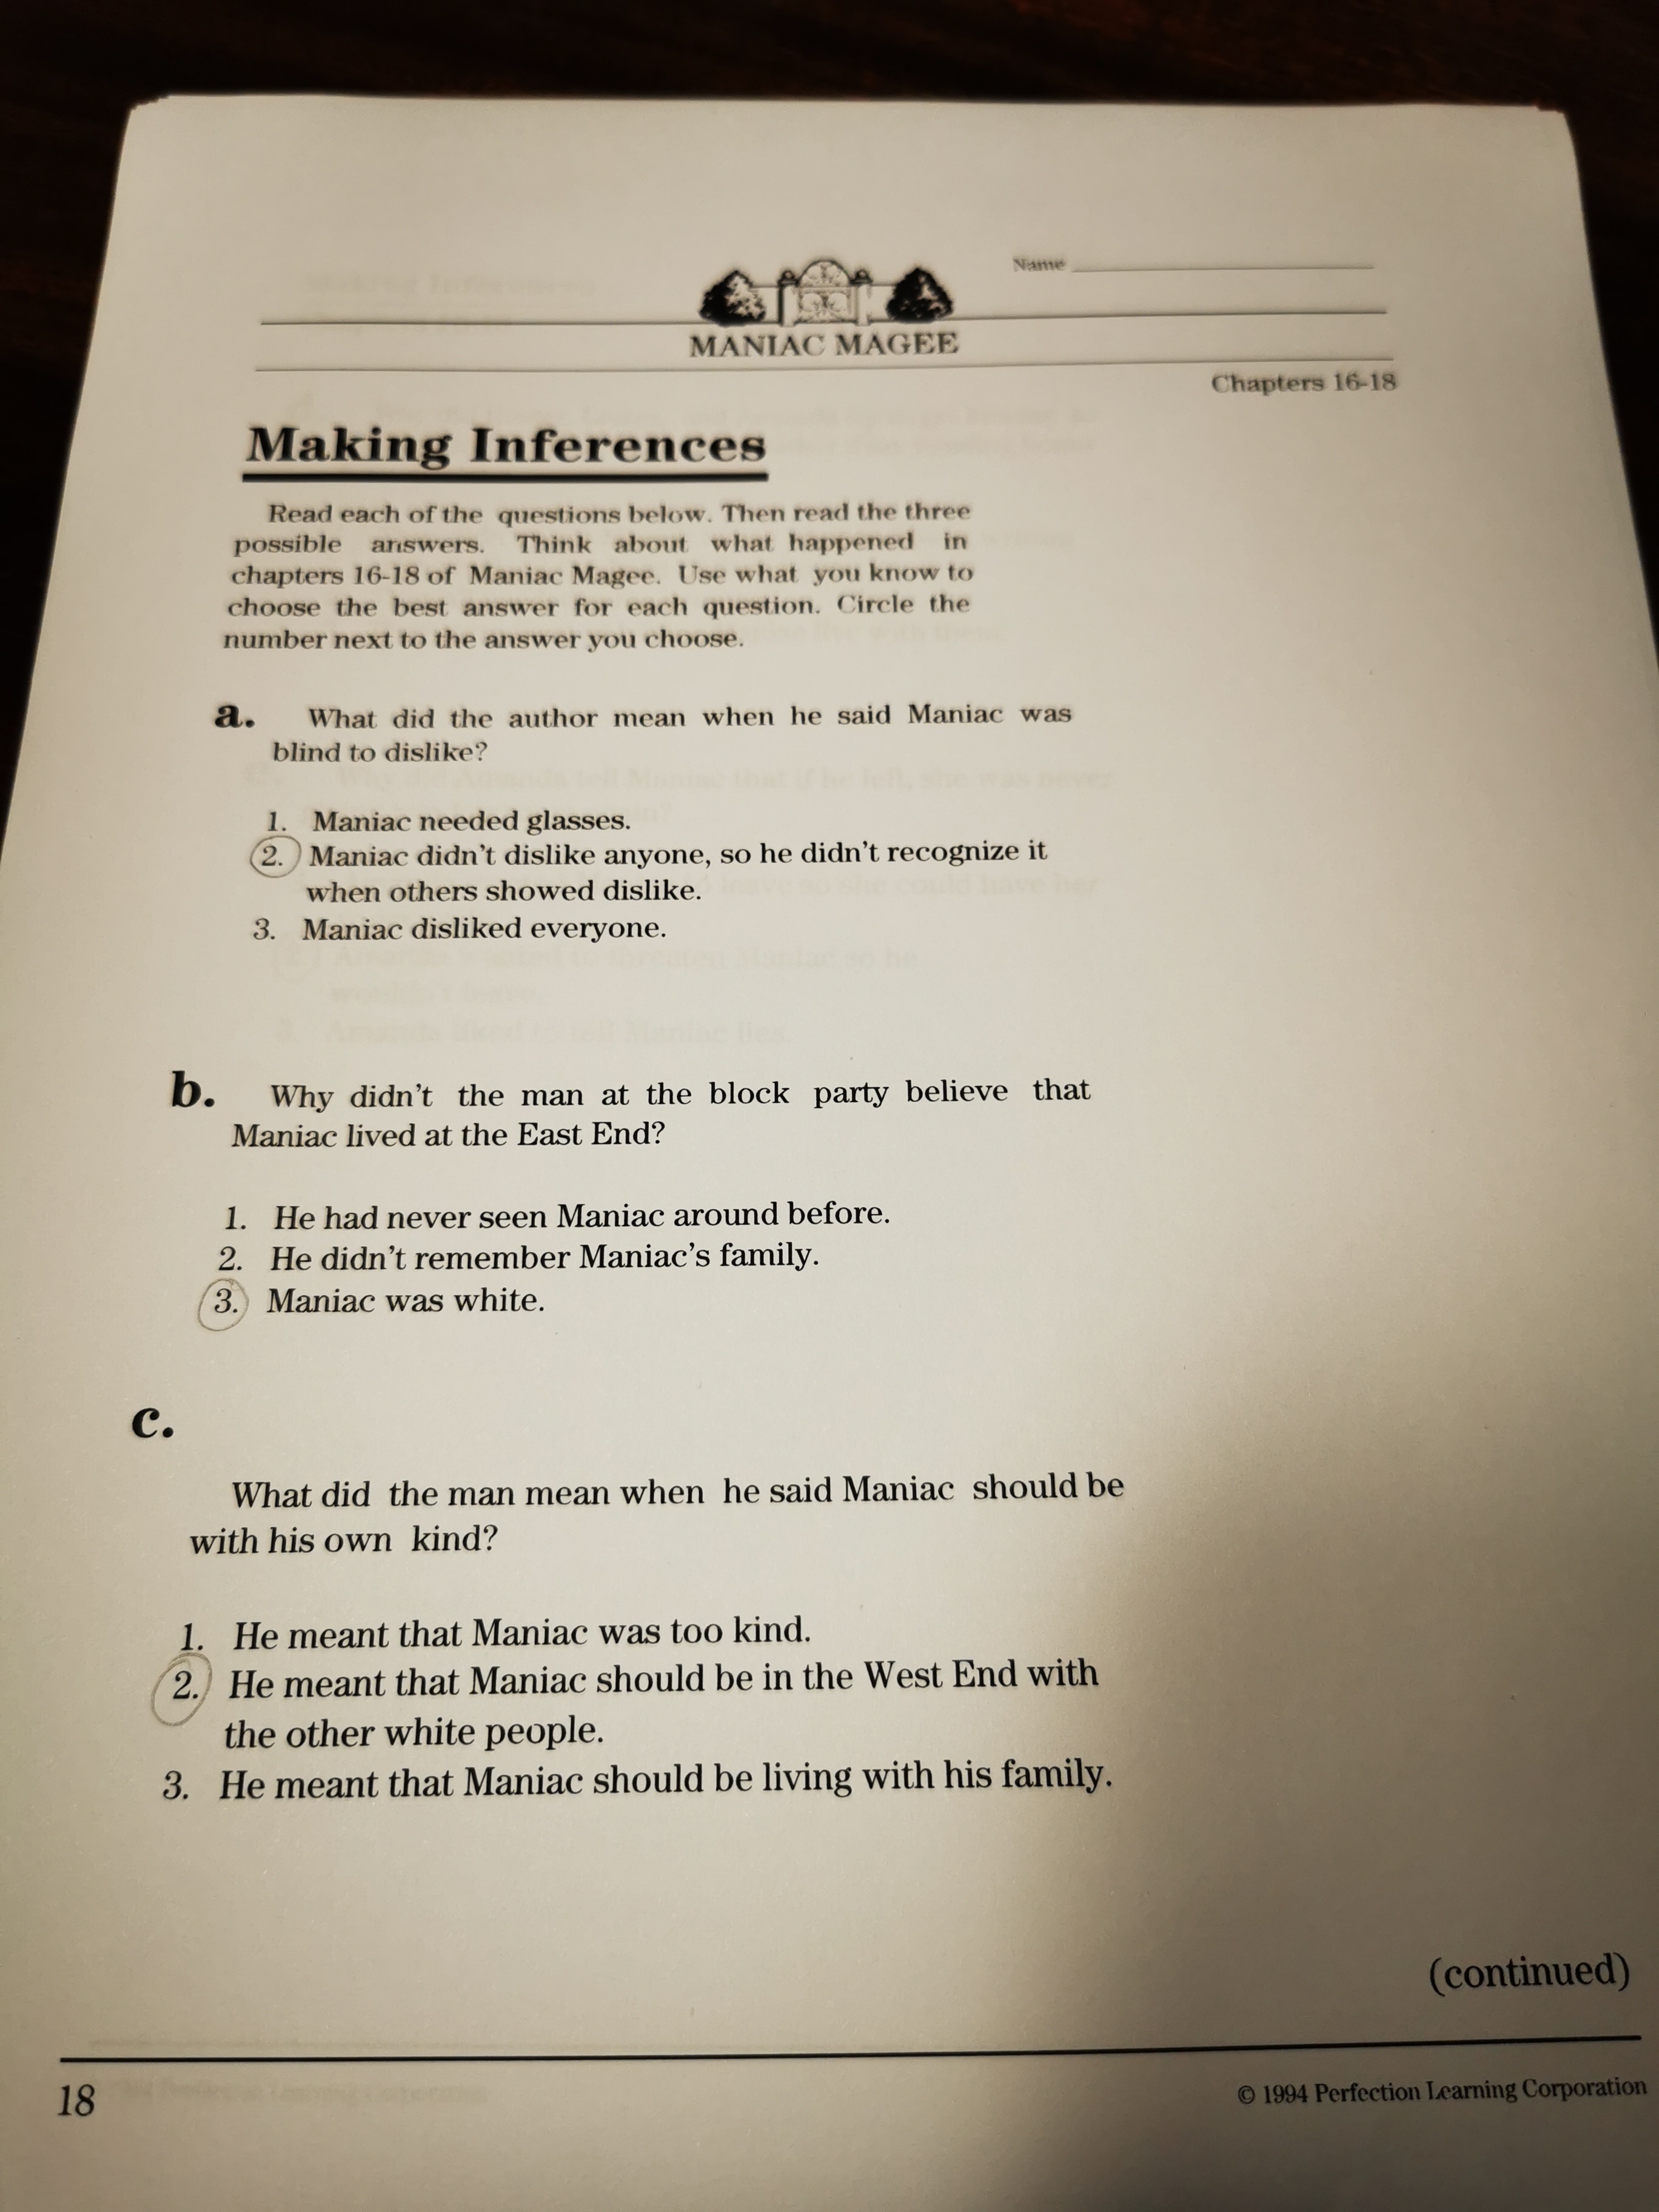 Name
MANIAC MAGEE
Chapters 16-18
Making Inferences
Read each of the questions below. Then read the three
possible answers. Think about what happened in
chapters 16-18 of Maniac Magee. Use what you know to
choose the best answer for each question. Circle the
number next to the answer you choose.
a. What did the author mean when he said Maniac was
blind to dislike?
1. Maniac needed glasses.
2. Maniac didn't dislike anyone, so he didn't recognize it
when others showed dislike.
3. Maniac disliked everyone.
b. Why didn't the man at the block party believe that
Maniac lived at the East End?
1. He had never seen Maniac around before.
2. He didn't remember Maniac's family.
3. Maniac was white.
c.
What did the man mean when he said Maniac should be
with his own kind?
1. He meant that Maniac was too kind.
2. He meant that Maniac should be in the West End with
the other white people.
3. He meant that Maniac should be living with his family.
(continued)
18
© 1994 Perfection Learning Corporation